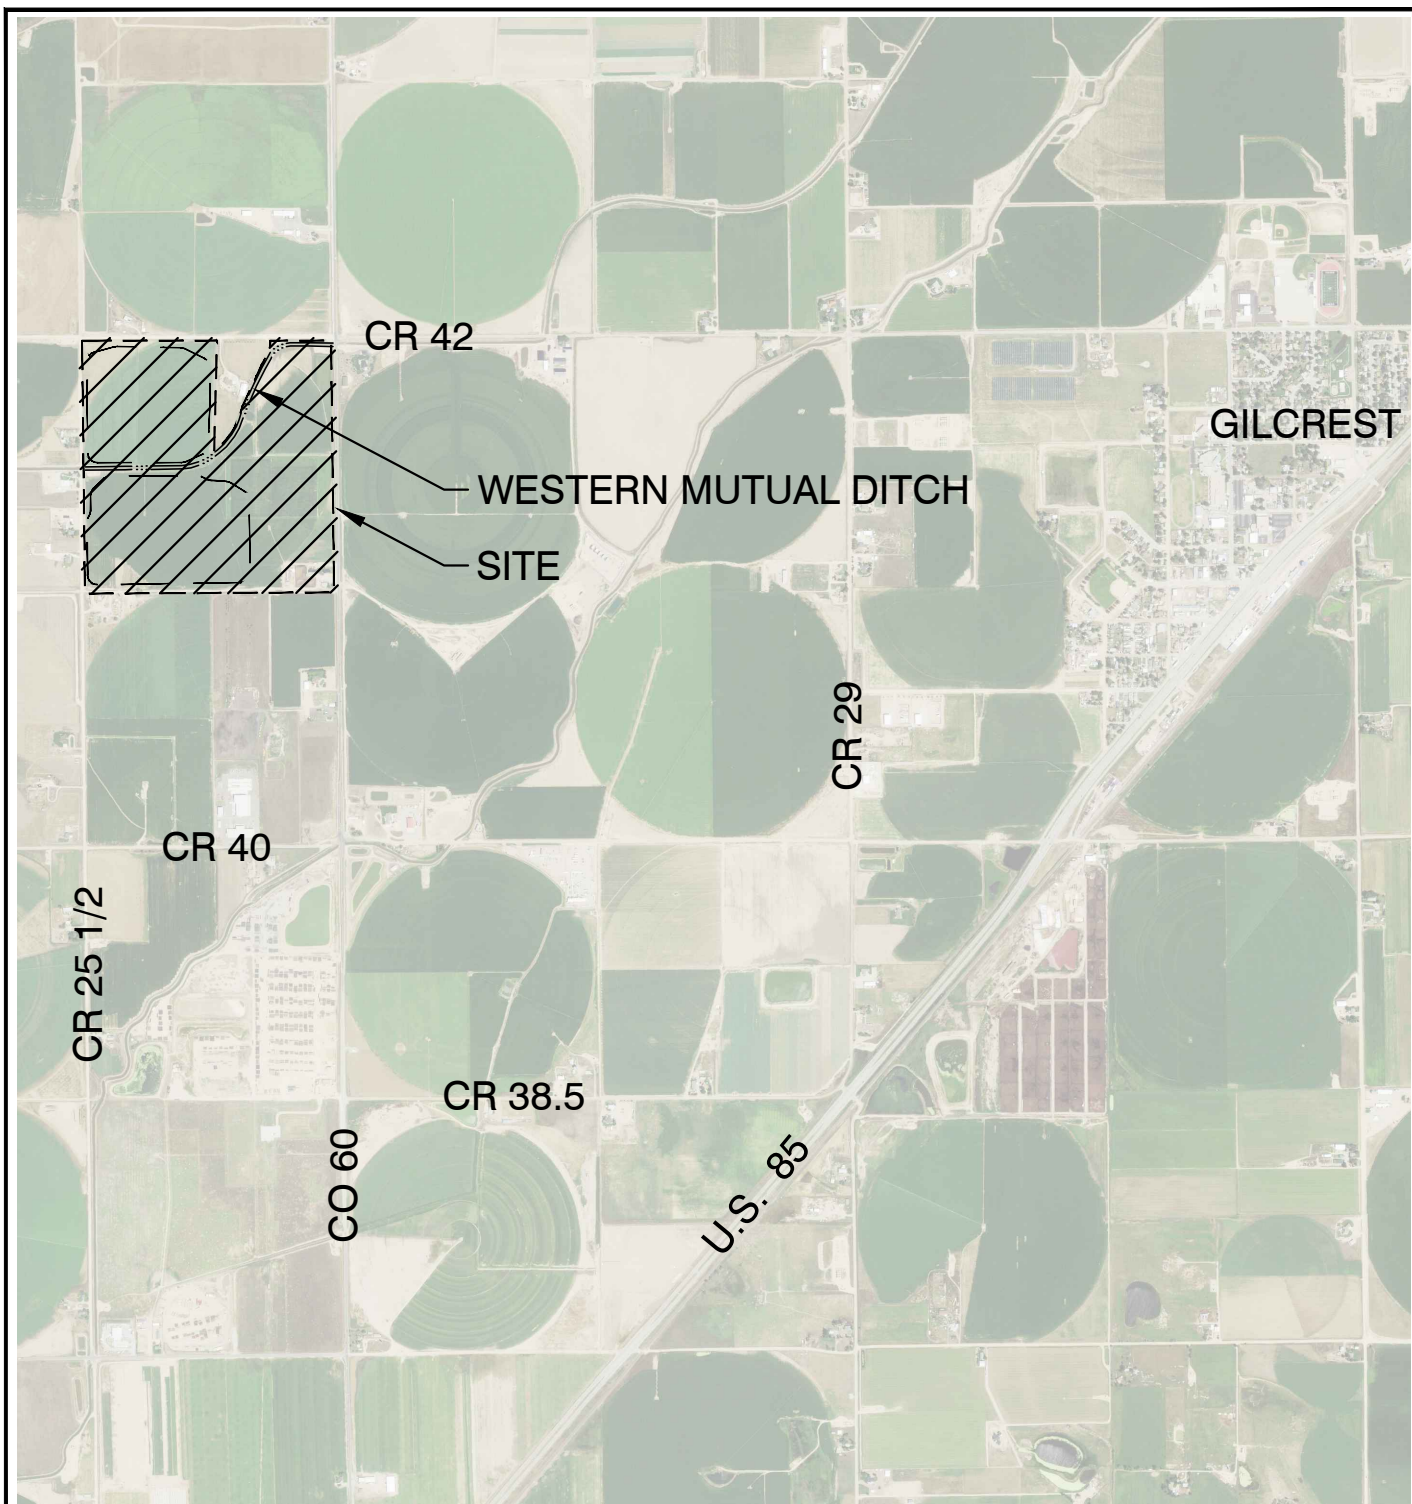 CR 42
GILCREST
WESTERN MUTUAL DITCH
SITE
CR 29
CR 40
CR 25 1/2
CR 38.5
CO 60
U.S. 85